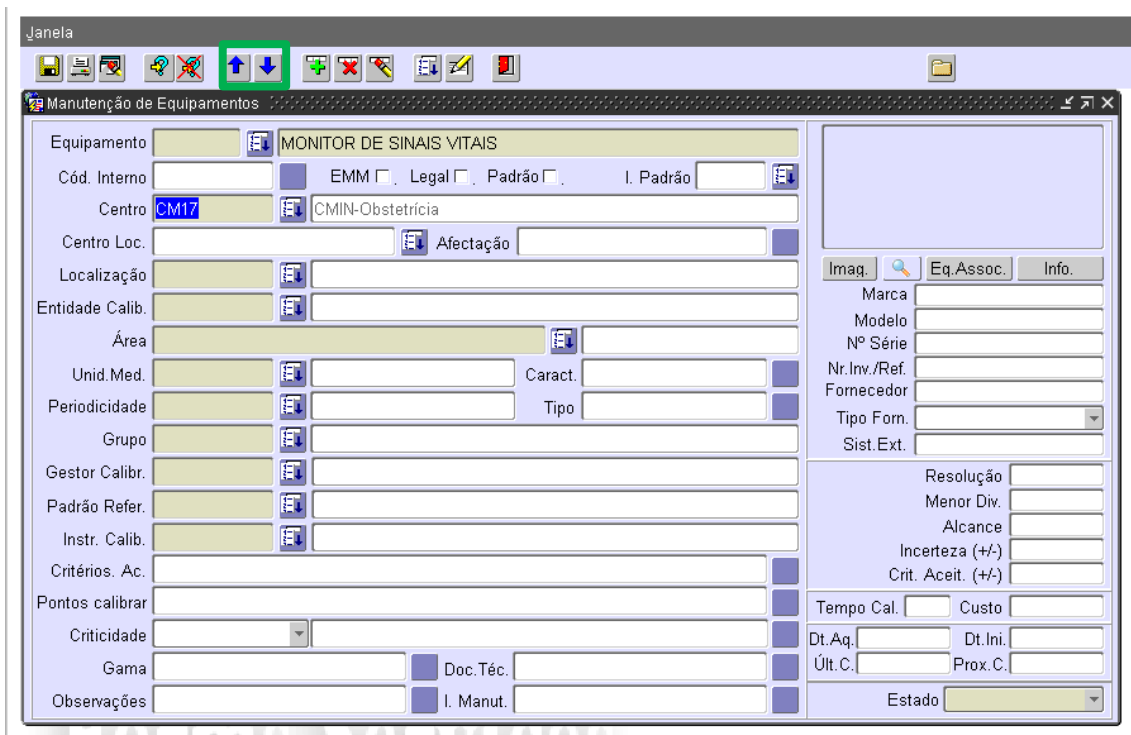 Janela
Manutenção de Equipamentos
Equipamento MONITOR DE SINAIS VITAIS
Cód. Interno EMM Legal Padrão I. Padrão
Centro CM17 CMIN-Obstetrícia
Centro Loc. Afectação
Localização
Entidade Calib.
Área
Unid.Med. Caract.
Periodicidade Tipo
Grupo
Gestor Calibr.
Padrão Refer.
Instr. Calib.
Critérios. Ac.
Pontos calibrar
Criticidade
Gama Doc.Téc.
Observações I. Manut.
Imag. Eq.Assoc. Info.
Marca
Modelo
Nº Série
Nr.Inv./Ref.
Fornecedor
Tipo Forn.
Sist.Ext.
Resolução
Menor Div.
Alcance
Incerteza (+/-)
Crit. Aceit. (+/-)
Tempo Cal. Custo
Dt.Aq. Dt.Ini.
Últ.C. Prox.C.
Estado